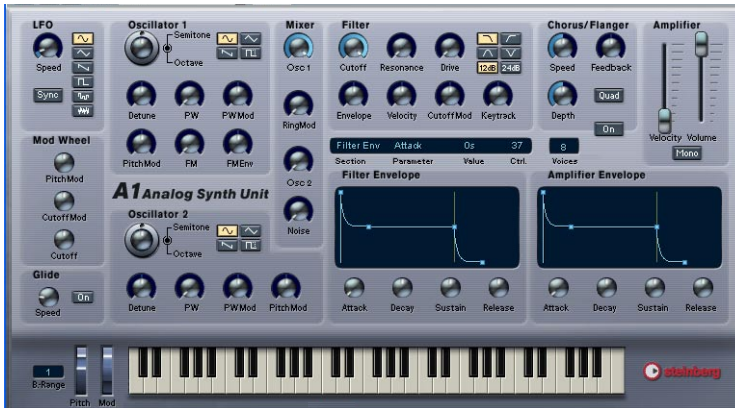 LFO
Speed
Sync
Mod Wheel
PitchMod
CutoffMod
Cutoff
Glide
On
Speed
Oscillator 1
Semitone
Octave
Detune PW PWMod
PitchMod FM FMEnv
A1 Analog Synth Unit
Oscillator 2
Semitone
Octave
Detune PW PWMod PitchMod
Mixer
Osc 1
RingMod
Osc 2
Noise
Filter
Cutoff Resonance Drive
12dB 24dB
Envelope Velocity CutoffMod Keytrack
Chorus/Flanger
Speed Feedback
Quad
Depth
On
Amplifier
Velocity Volume
Mono
Filter Env Attack 0s 37
Section Parameter Value Ctrl.
8
Voices
Filter Envelope
Attack Decay Sustain Release
Amplifier Envelope
Attack Decay Sustain Release
1
B.-Range
Pitch Mod
steinberg